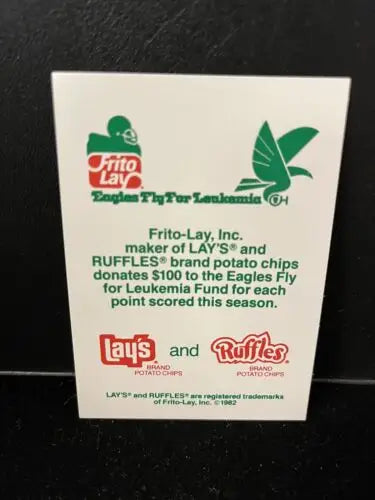 Frito
Lay
Eagles Fly For Leukemia
Frito-Lay, Inc.
maker of LAY'S® and
RUFFLES® brand potato chips
donates $100 to the Eagles Fly
for Leukemia Fund for each
point scored this season.
Lay's® and Ruffles®
BRAND POTATO CHIPS BRAND POTATO CHIPS
LAY'S® and RUFFLES® are registered trademarks
of Frito-Lay, Inc. ©1982